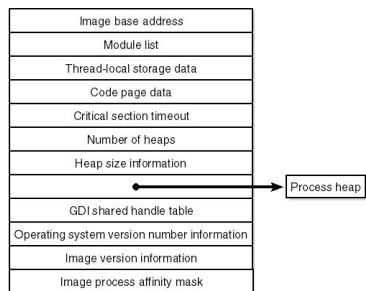 Image base address
Module list
Thread-local storage data
Code page data
Critical section timeout
Number of heaps
Heap size information
Process heap
GDI shared handle table
Operating system version number information
Image version information
Image process affinity mask